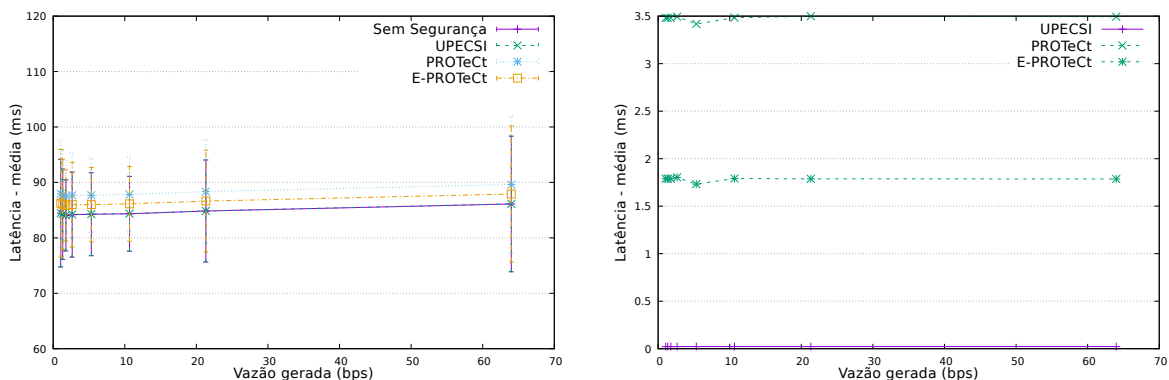 120
110
100
90
80
70
60
0 10 20 30 40 50 60 70
Latência - média (ms)
Vazão gerada (bps)
Sem Segurança
UPECSI
PROTeCt
E-PROTeCt
3.5
3
2.5
2
1.5
1
0.5
0
0 10 20 30 40 50 60 70
Latência - média (ms)
Vazão gerada (bps)
UPECSI
PROTeCt
E-PROTeCt